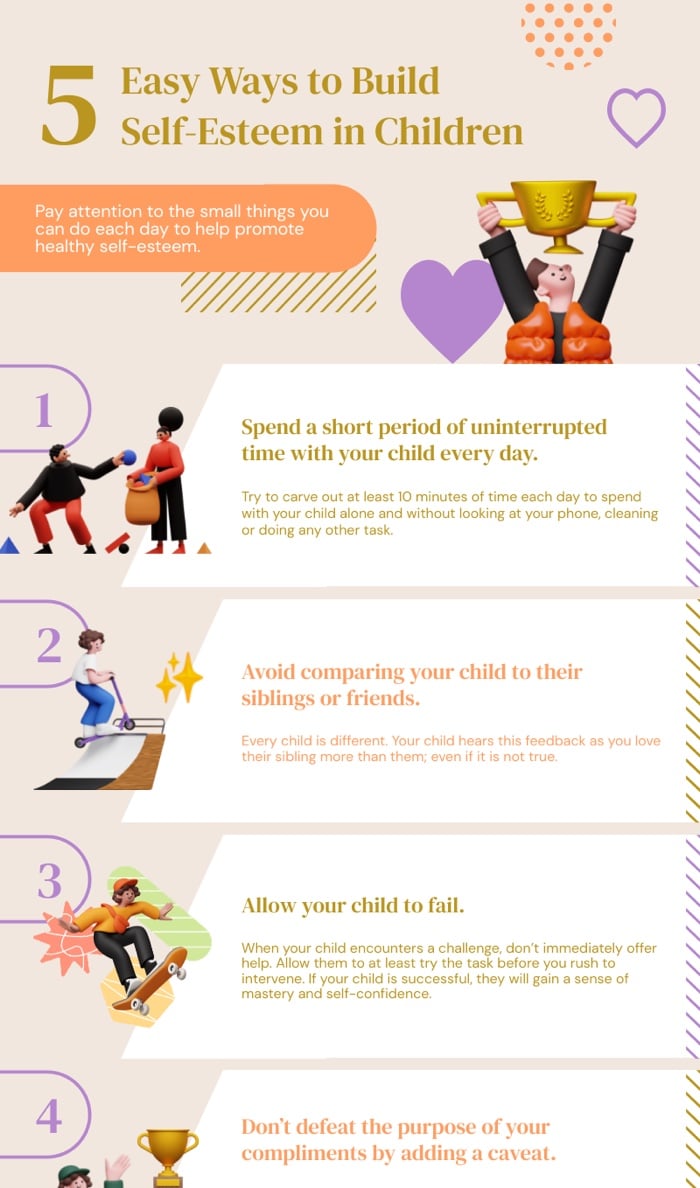 5
Easy Ways to Build
Self-Esteem in Children
Pay attention to the small things you
can do each day to help promote
healthy self-esteem.
1
Spend a short period of uninterrupted
time with your child every day.
Try to carve out at least 10 minutes of time each day to spend
with your child alone and without looking at your phone, cleaning
or doing any other task.
2
Avoid comparing your child to their
siblings or friends.
Every child is different. Your child hears this feedback as you love
their sibling more than them; even if it is not true.
3
Allow your child to fail.
When your child encounters a challenge, don't immediately offer
help. Allow them to at least try the task before you rush to
intervene. If your child is successful, they will gain a sense of
mastery and self-confidence.
4
Don't defeat the purpose of your
compliments by adding a caveat.